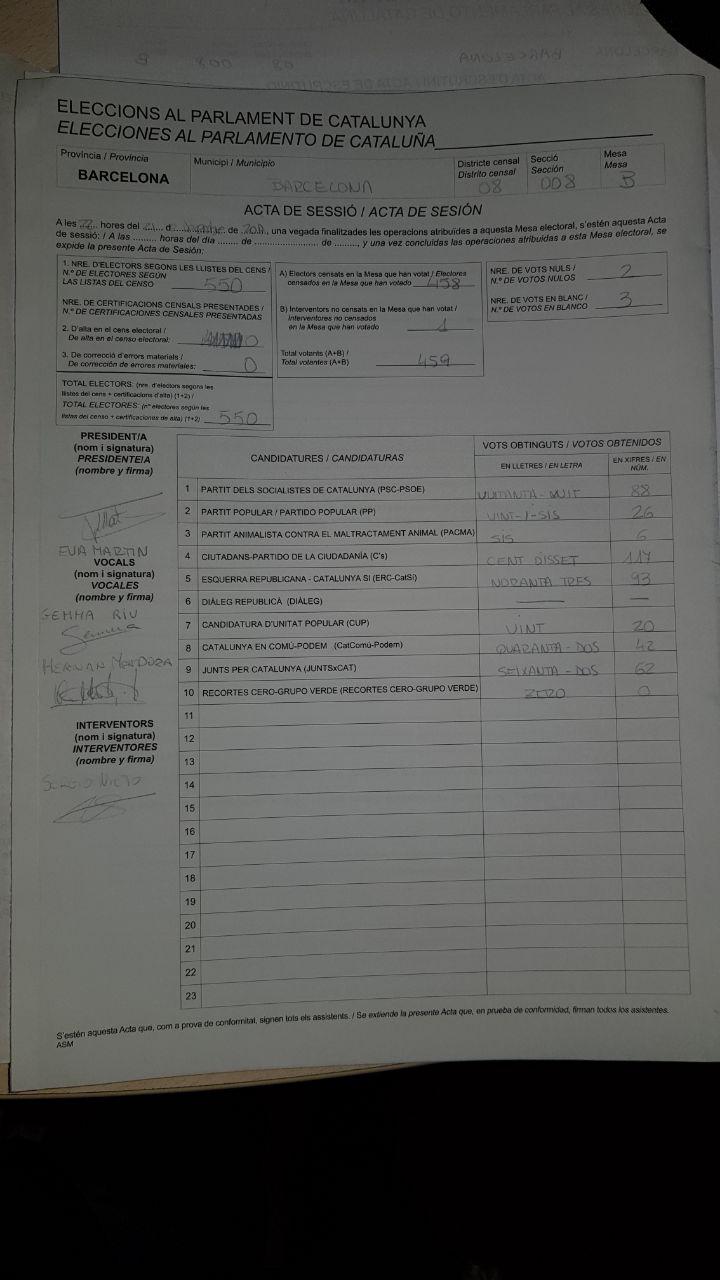 ELECCIONS AL PARLAMENT DE CATALUNYA
ELECCIONES AL PARLAMENTO DE CATALUÑA
Província / Provincia
BARCELONA
Municipi / Municipio
BARCELONA
Districte censal
Distrito censal
08
Secció
Sección
008
Mesa
Mesa
B
ACTA DE SESSIÓ / ACTA DE SESIÓN
A les 22 hores del 21 d de, una vegada finalitzades les operacions atribuïdes a aquesta Mesa electoral, s'estén aquesta Acta
de sessió: / A las ......... horas del día ....... de ...................... de ........, y una vez concluídas las operaciones atribuidas a esta Mesa electoral, se
expide la presente Acta de Sesión:
1. NRE. D'ELECTORS SEGONS LES LLISTES DEL CENS /
N.º DE ELECTORES SEGÚN
LAS LISTAS DEL CENSO 550
NRE. DE CERTIFICACIONS CENSALS PRESENTADES /
N.º DE CERTIFICACIONES CENSALES PRESENTADAS
2. D'alta en el cens electoral /
De alta en el censo electoral: 0
3. De correcció d'errors materials /
De corrección de errores materiales: 0
TOTAL ELECTORS: (nre. d'electors segons les
llistes del cens + certificacions d'alta) (1+2) /
TOTAL ELECTORES: (nº electores según las
listas del censo + certificaciones de alta) (1+2) 550
A) Electors censats en la Mesa que han votat / Electores
censados en la Mesa que han votado 458
B) Interventors no censats en la Mesa que han votat /
Interventores no censados
en la Mesa que han votado 1
Total votants (A+B) /
Total votantes (A+B) 459
NRE. DE VOTS NULS /
N.º DE VOTOS NULOS 2
NRE. DE VOTS EN BLANC /
N.º DE VOTOS EN BLANCO 3
PRESIDENT/A
(nom i signatura)
PRESIDENTE/A
(nombre y firma)
EVA MARTIN
VOCALS
(nom i signatura)
VOCALES
(nombre y firma)
GEMMA RIU
HERNAN MENDOZA
INTERVENTORS
(nom i signatura)
INTERVENTORES
(nombre y firma)
SERGIO NIETO
CANDIDATURES / CANDIDATURAS
VOTS OBTINGUTS / VOTOS OBTENIDOS
EN LLETRES / EN LETRA
EN XIFRES / EN
NÚM.
1 PARTIT DELS SOCIALISTES DE CATALUNYA (PSC-PSOE) VUITANTA-VUIT 88
2 PARTIT POPULAR / PARTIDO POPULAR (PP) VINT-I-SIS 26
3 PARTIT ANIMALISTA CONTRA EL MALTRACTAMENT ANIMAL (PACMA) SIS 6
4 CIUTADANS-PARTIDO DE LA CIUDADANÍA (C's) CENT DISSET 117
5 ESQUERRA REPUBLICANA - CATALUNYA SÍ (ERC-CatSí) NORANTA TRES 93
6 DIÀLEG REPUBLICÀ (DIÀLEG) — —
7 CANDIDATURA D'UNITAT POPULAR (CUP) VINT 20
8 CATALUNYA EN COMÚ-PODEM (CatComú-Podem) QUARANTA-DOS 42
9 JUNTS PER CATALUNYA (JUNTSxCAT) SEIXANTA-DOS 62
10 RECORTES CERO-GRUPO VERDE (RECORTES CERO-GRUPO VERDE) ZERO 0
11
12
13
14
15
16
17
18
19
20
21
22
23
S'estén aquesta Acta que, com a prova de conformitat, signen tots els assistents. / Se extiende la presente Acta que, en prueba de conformidad, firman todos los asistentes.
ASM